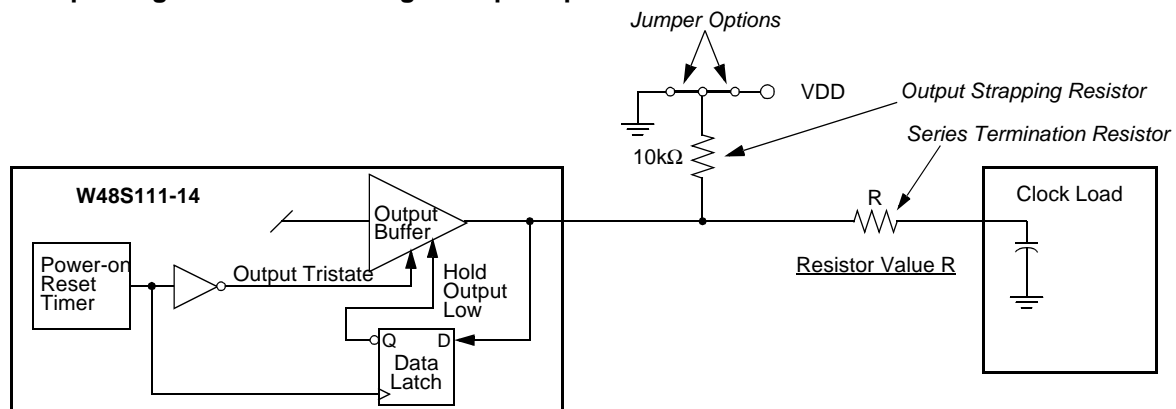 Jumper Options
VDD
Output Strapping Resistor
10kΩ
Series Termination Resistor
W48S111-14
Output
Buffer
R
Clock Load
Power-on
Reset
Timer
Output Tristate
Hold
Output
Low
Resistor Value R
Q
D
Data
Latch